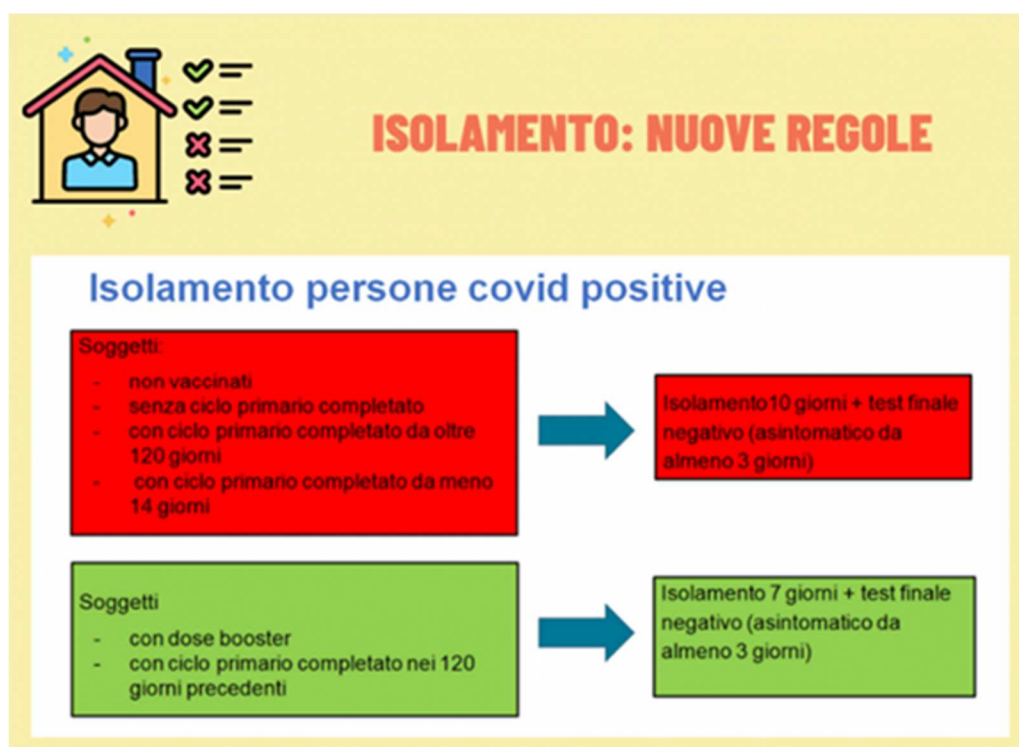 ISOLAMENTO: NUOVE REGOLE
Isolamento persone covid positive
Soggetti:
- non vaccinati
- senza ciclo primario completato
- con ciclo primario completato da oltre
120 giorni
- con ciclo primario completato da meno
14 giorni
Isolamento10 giorni + test finale
negativo (asintomatico da
almeno 3 giorni)
Soggetti
- con dose booster
- con ciclo primario completato nei 120
giorni precedenti
Isolamento 7 giorni + test finale
negativo (asintomatico da
almeno 3 giorni)